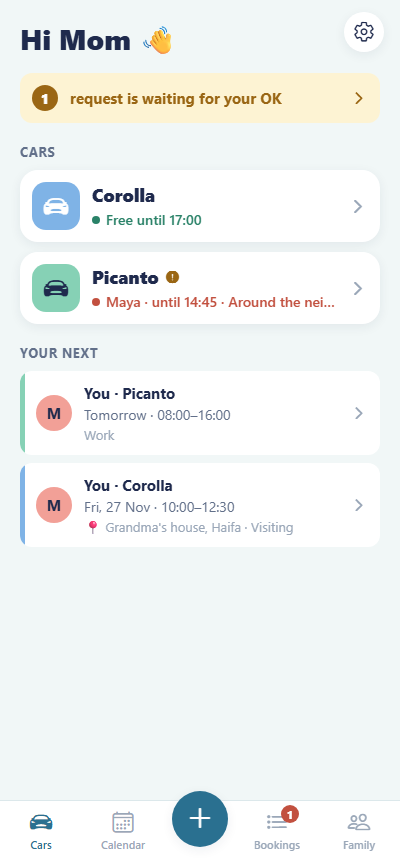 Hi Mom 👋
1 request is waiting for your OK
CARS
Corolla
Free until 17:00
Picanto !
Maya · until 14:45 · Around the nei...
YOUR NEXT
M
You · Picanto
Tomorrow · 08:00–16:00
Work
M
You · Corolla
Fri, 27 Nov · 10:00–12:30
📍 Grandma's house, Haifa · Visiting
1
Cars
Calendar
Bookings
Family